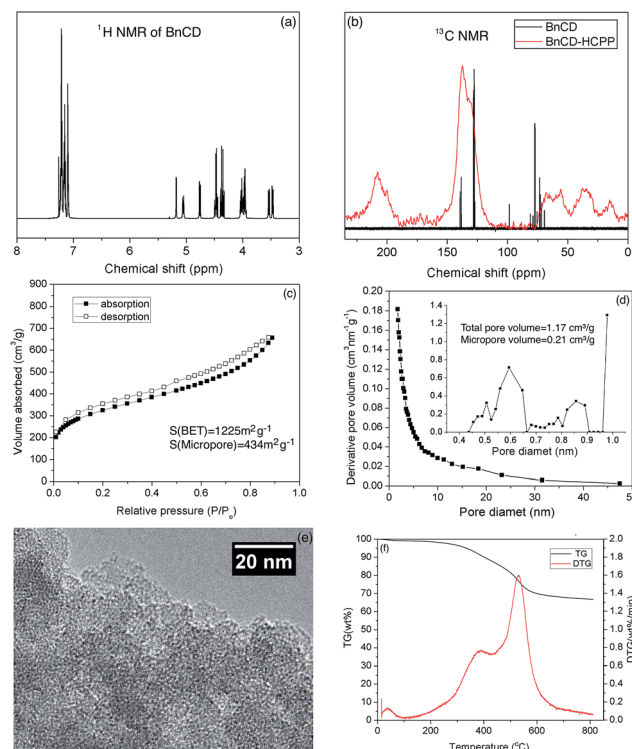 ¹H NMR of BnCD
(a)
8
7
6
5
4
3
Chemical shift (ppm)
(b)
¹³C NMR
BnCD
BnCD-HCPP
200
150
100
50
0
Chemical shift (ppm)
(c)
absorption
desorption
Volume absorbed (cm³/g)
900
800
700
600
500
400
300
200
100
0
S(BET)=1225m²g⁻¹
S(Micropore)=434m²g⁻¹
0.0
0.2
0.4
0.6
0.8
1.0
Relative pressure (P/Pₒ)
(d)
Derivative pore volume (cm³nm⁻¹g⁻¹)
0.20
0.18
0.16
0.14
0.12
0.10
0.08
0.06
0.04
0.02
0.00
1.4
1.2
1.0
0.8
0.6
0.4
0.2
0.0
Total pore volume=1.17 cm³/g
Micropore volume=0.21 cm³/g
0.4 0.5 0.6 0.7 0.8 0.9 1.0
Pore diamet (nm)
0
10
20
30
40
5
Pore diamet (nm)
(e)
20 nm
(f)
TG
DTG
TG(wt%)
100
90
80
70
60
50
40
30
20
10
0
2.0
1.8
1.6
1.4
1.2
1.0
0.8
0.6
0.4
0.2
0.0
DTG(wt%/min)
0
200
400
600
800
Temperature (°C)